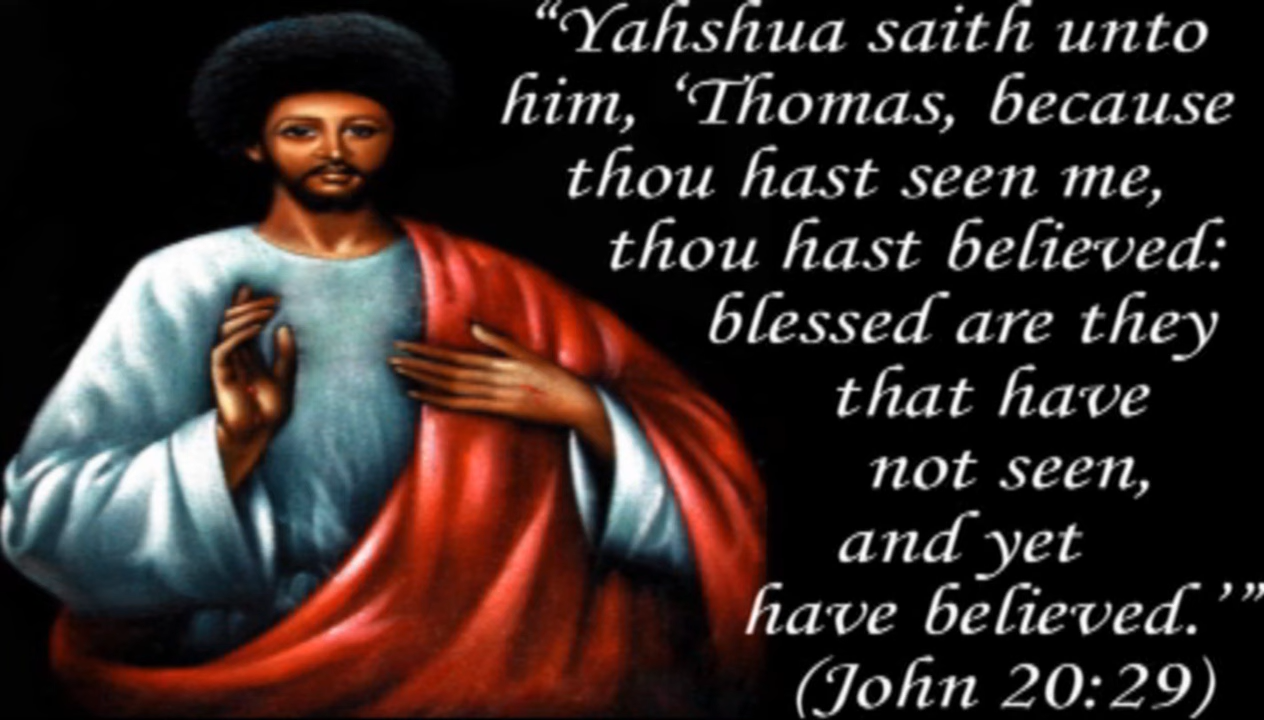 “Yahshua saith unto
him, ‘Thomas, because
thou hast seen me,
thou hast believed:
blessed are they
that have
not seen,
and yet
have believed.’”
(John 20:29)